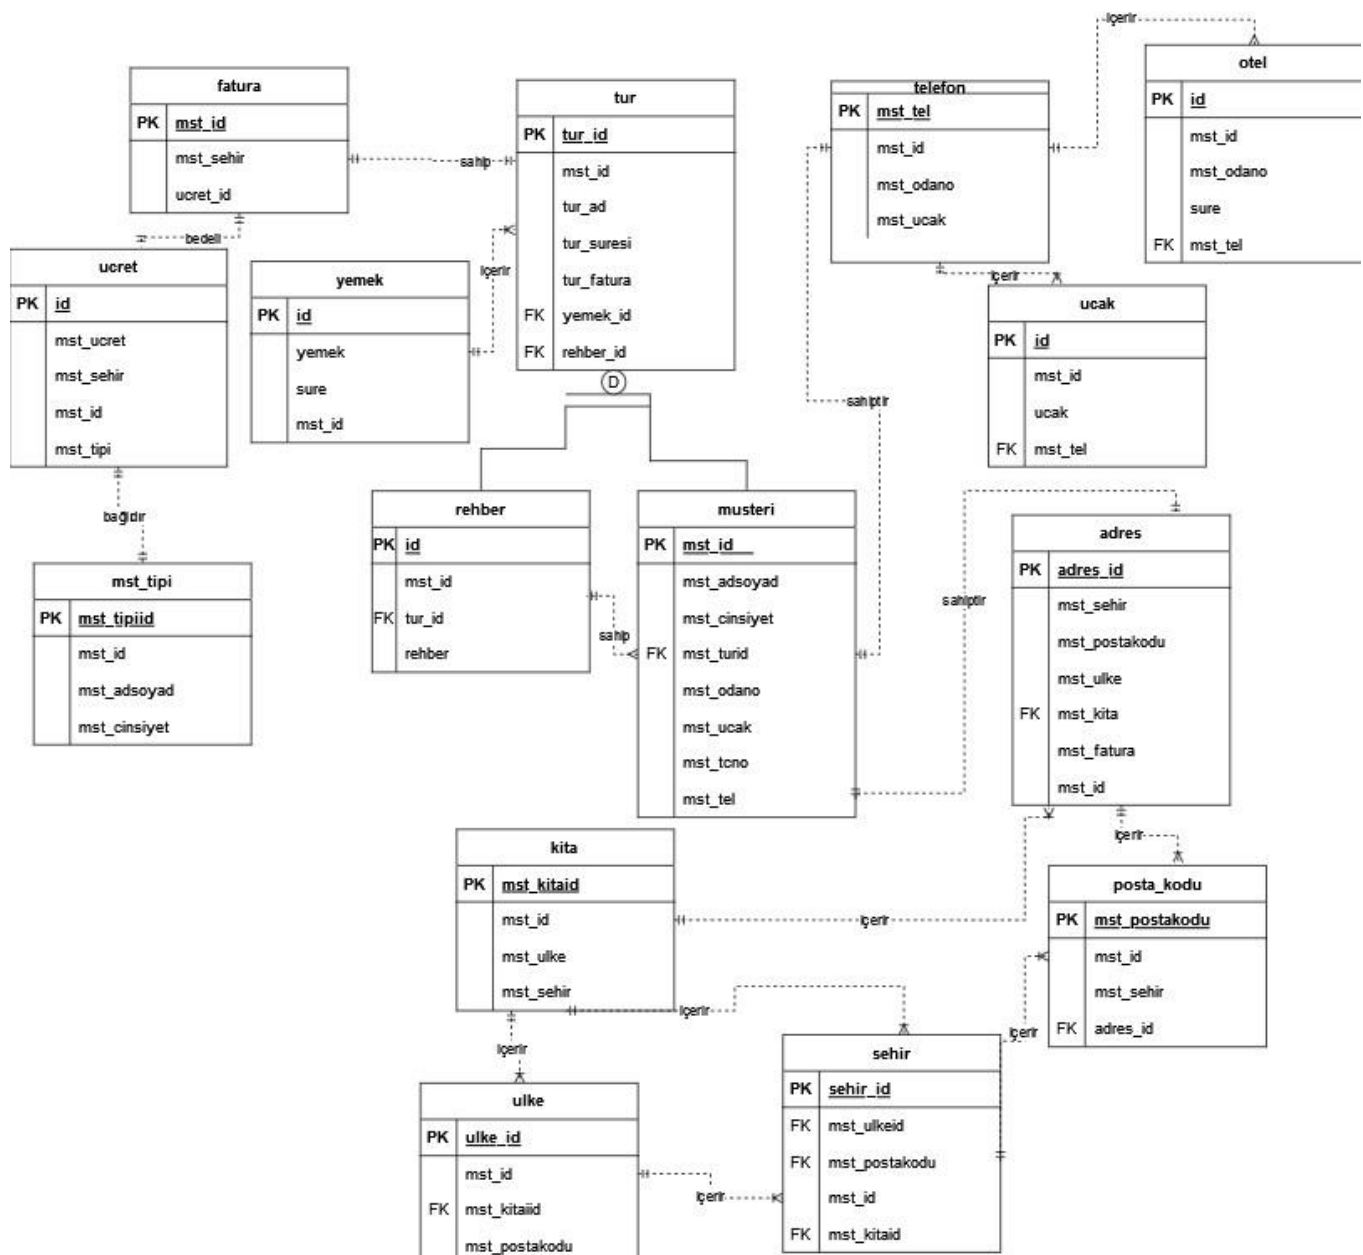 fatura
PK mst_id
mst_sehir
ucret_id
sahip
tur
PK tur_id
mst_id
tur_ad
tur_suresi
tur_fatura
FK yemek_id
FK rehber_id
D
telefon
PK mst_tel
mst_id
mst_odano
mst_ucak
içerir
otel
PK id
mst_id
mst_odano
sure
FK mst_tel
bedeli
ucret
PK id
mst_ucret
mst_sehir
mst_id
mst_tipi
yemek
PK id
yemek
sure
mst_id
içerir
içerir
ucak
PK id
mst_id
ucak
FK mst_tel
sahiptir
bağlıdır
mst_tipi
PK mst_tipiid
mst_id
mst_adsoyad
mst_cinsiyet
rehber
PK id
mst_id
FK tur_id
rehber
sahip
musteri
PK mst_id
mst_adsoyad
mst_cinsiyet
FK mst_turid
mst_odano
mst_ucak
mst_tcno
mst_tel
sahiptir
adres
PK adres_id
mst_sehir
mst_postakodu
mst_ulke
FK mst_kita
mst_fatura
mst_id
içerir
kita
PK mst_kitaid
mst_id
mst_ulke
mst_sehir
içerir
posta_kodu
PK mst_postakodu
mst_id
mst_sehir
FK adres_id
içerir
içerir
içerir
ulke
PK ulke_id
mst_id
FK mst_kitaiid
mst_postakodu
içerir
sehir
PK sehir_id
FK mst_ulkeid
FK mst_postakodu
mst_id
FK mst_kitaid